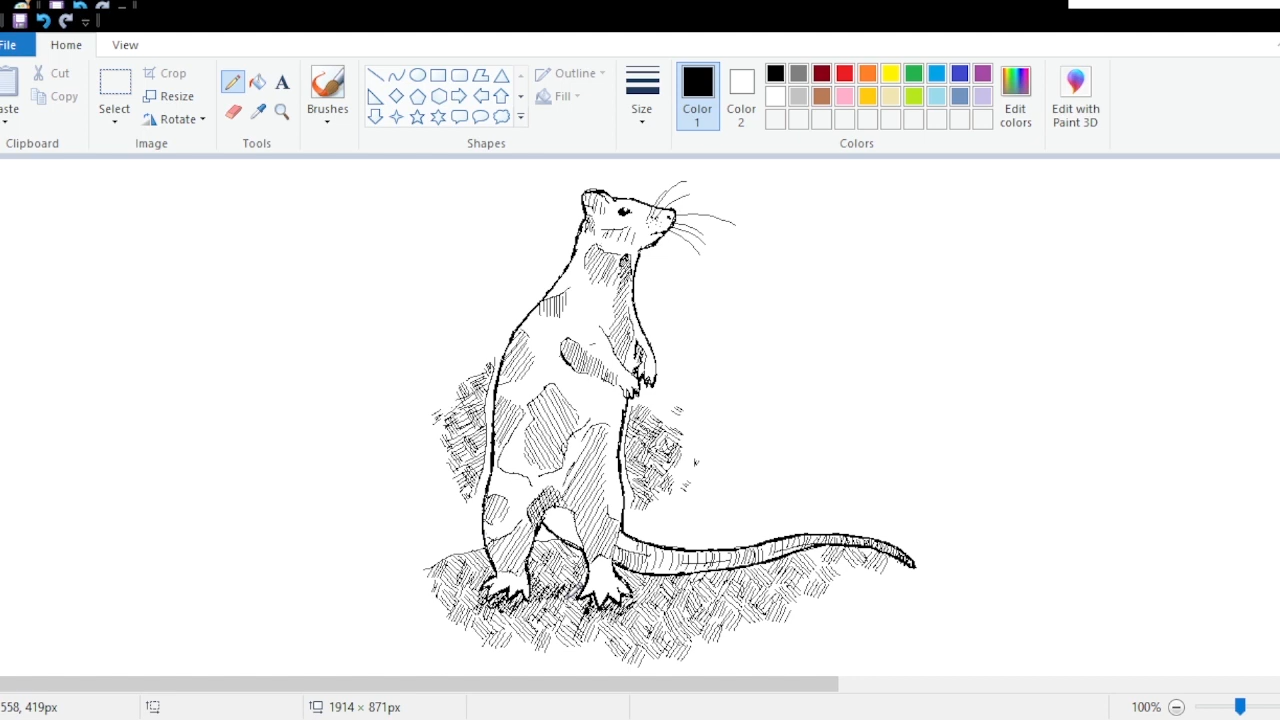 File
Home
View
Cut
Copy
Clipboard
Select
Crop
Resize
Rotate
Image
A
Tools
Brushes
Outline
Fill
Shapes
Size
Color
1
Color
2
Edit
colors
Edit with
Paint 3D
Colors
558, 419px
1914 × 871px
100%